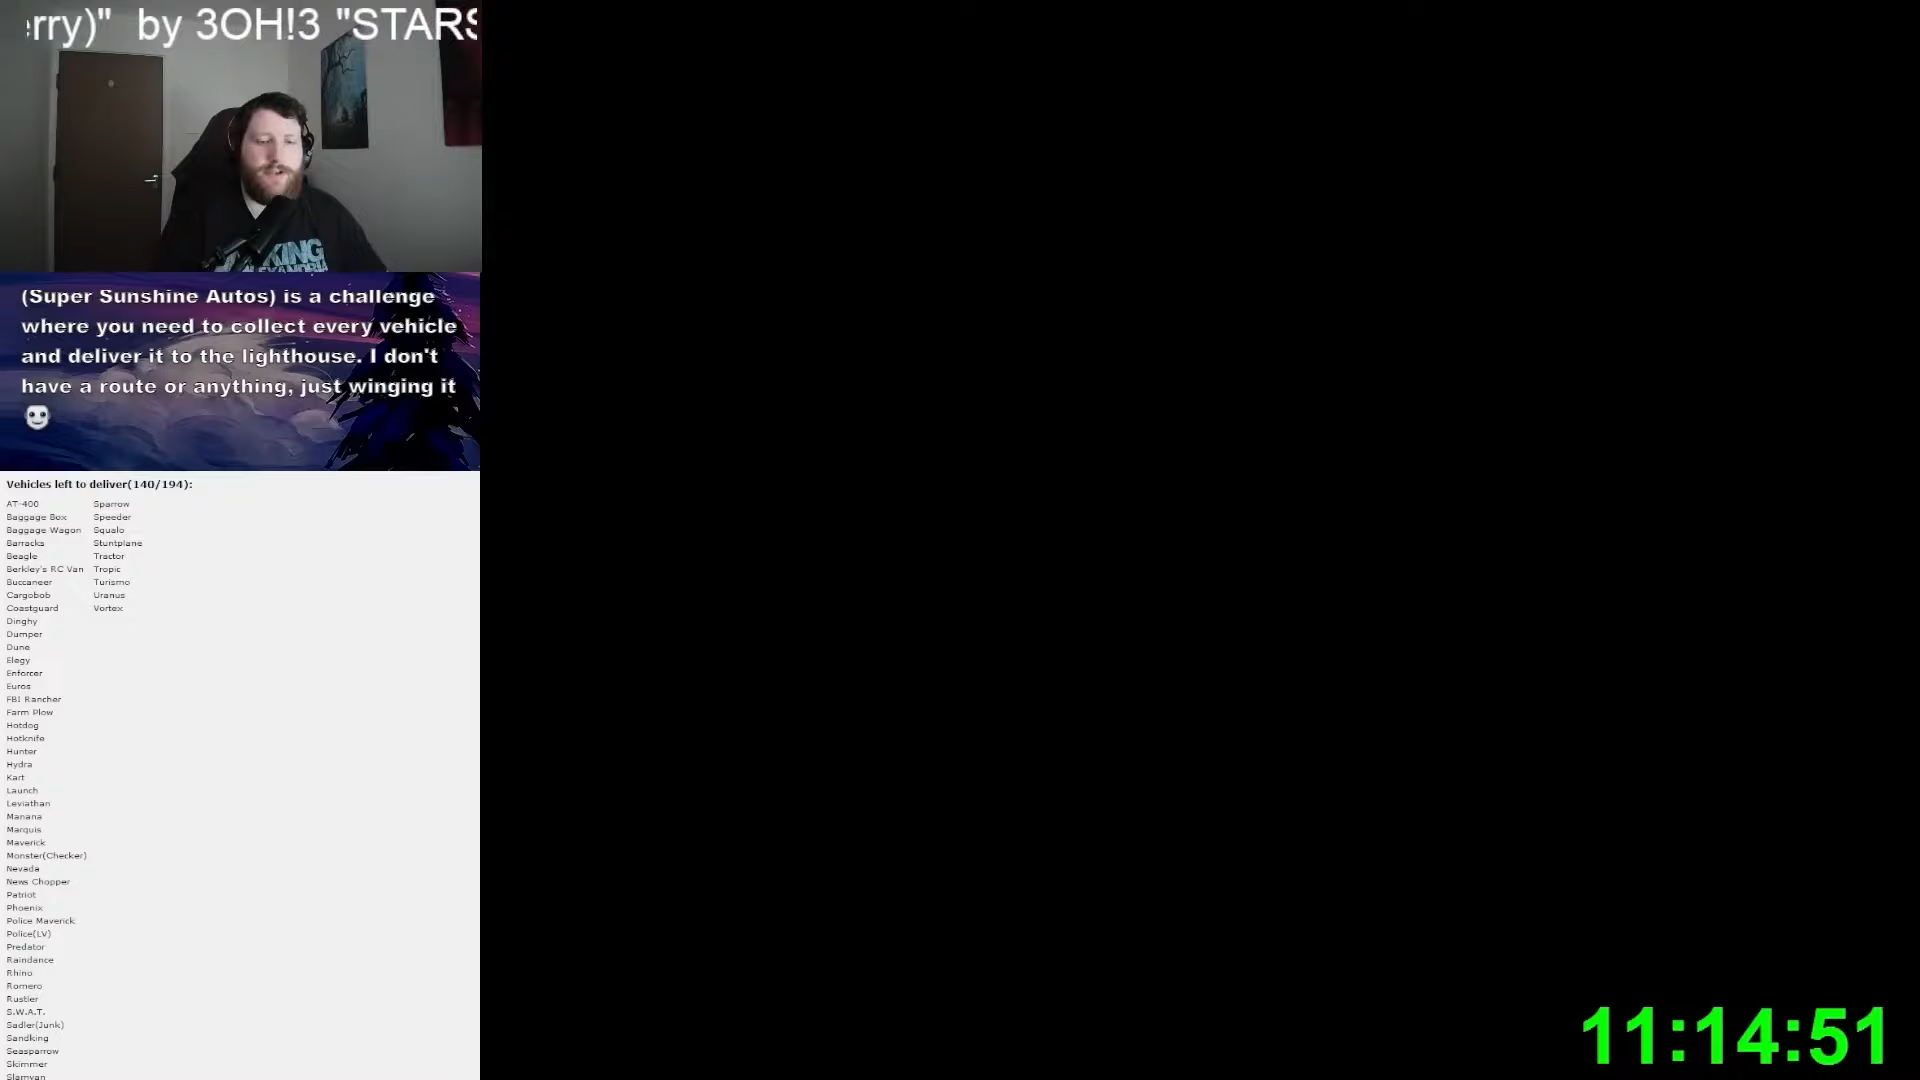 rry)" by 3OH!3 "STARS
KING
(Super Sunshine Autos) is a challenge
where you need to collect every vehicle
and deliver it to the lighthouse. I don't
have a route or anything, just winging it
Vehicles left to deliver(140/194):
AT-400
Baggage Box
Baggage Wagon
Barracks
Beagle
Berkley's RC Van
Buccaneer
Cargobob
Coastguard
Dinghy
Dumper
Dune
Elegy
Enforcer
Euros
FBI Rancher
Farm Plow
Hotdog
Hotknife
Hunter
Hydra
Kart
Launch
Leviathan
Manana
Marquis
Maverick
Monster(Checker)
Nevada
News Chopper
Patriot
Phoenix
Police Maverick
Police(LV)
Predator
Raindance
Rhino
Romero
Rustler
S.W.A.T.
Sadler(Junk)
Sandking
Seasparrow
Skimmer
Slamvan
Sparrow
Speeder
Squalo
Stuntplane
Tractor
Tropic
Turismo
Uranus
Vortex
11:14:51